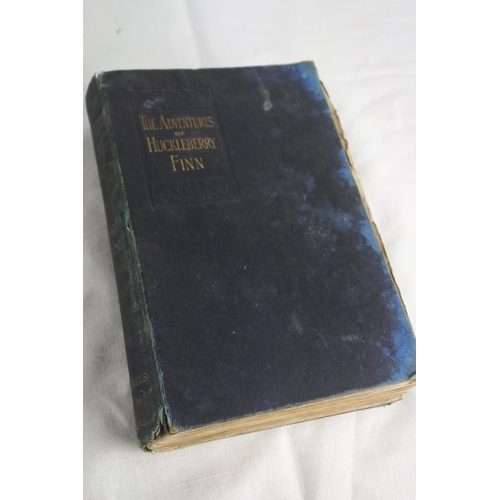 The Adventures
of
Huckleberry
Finn